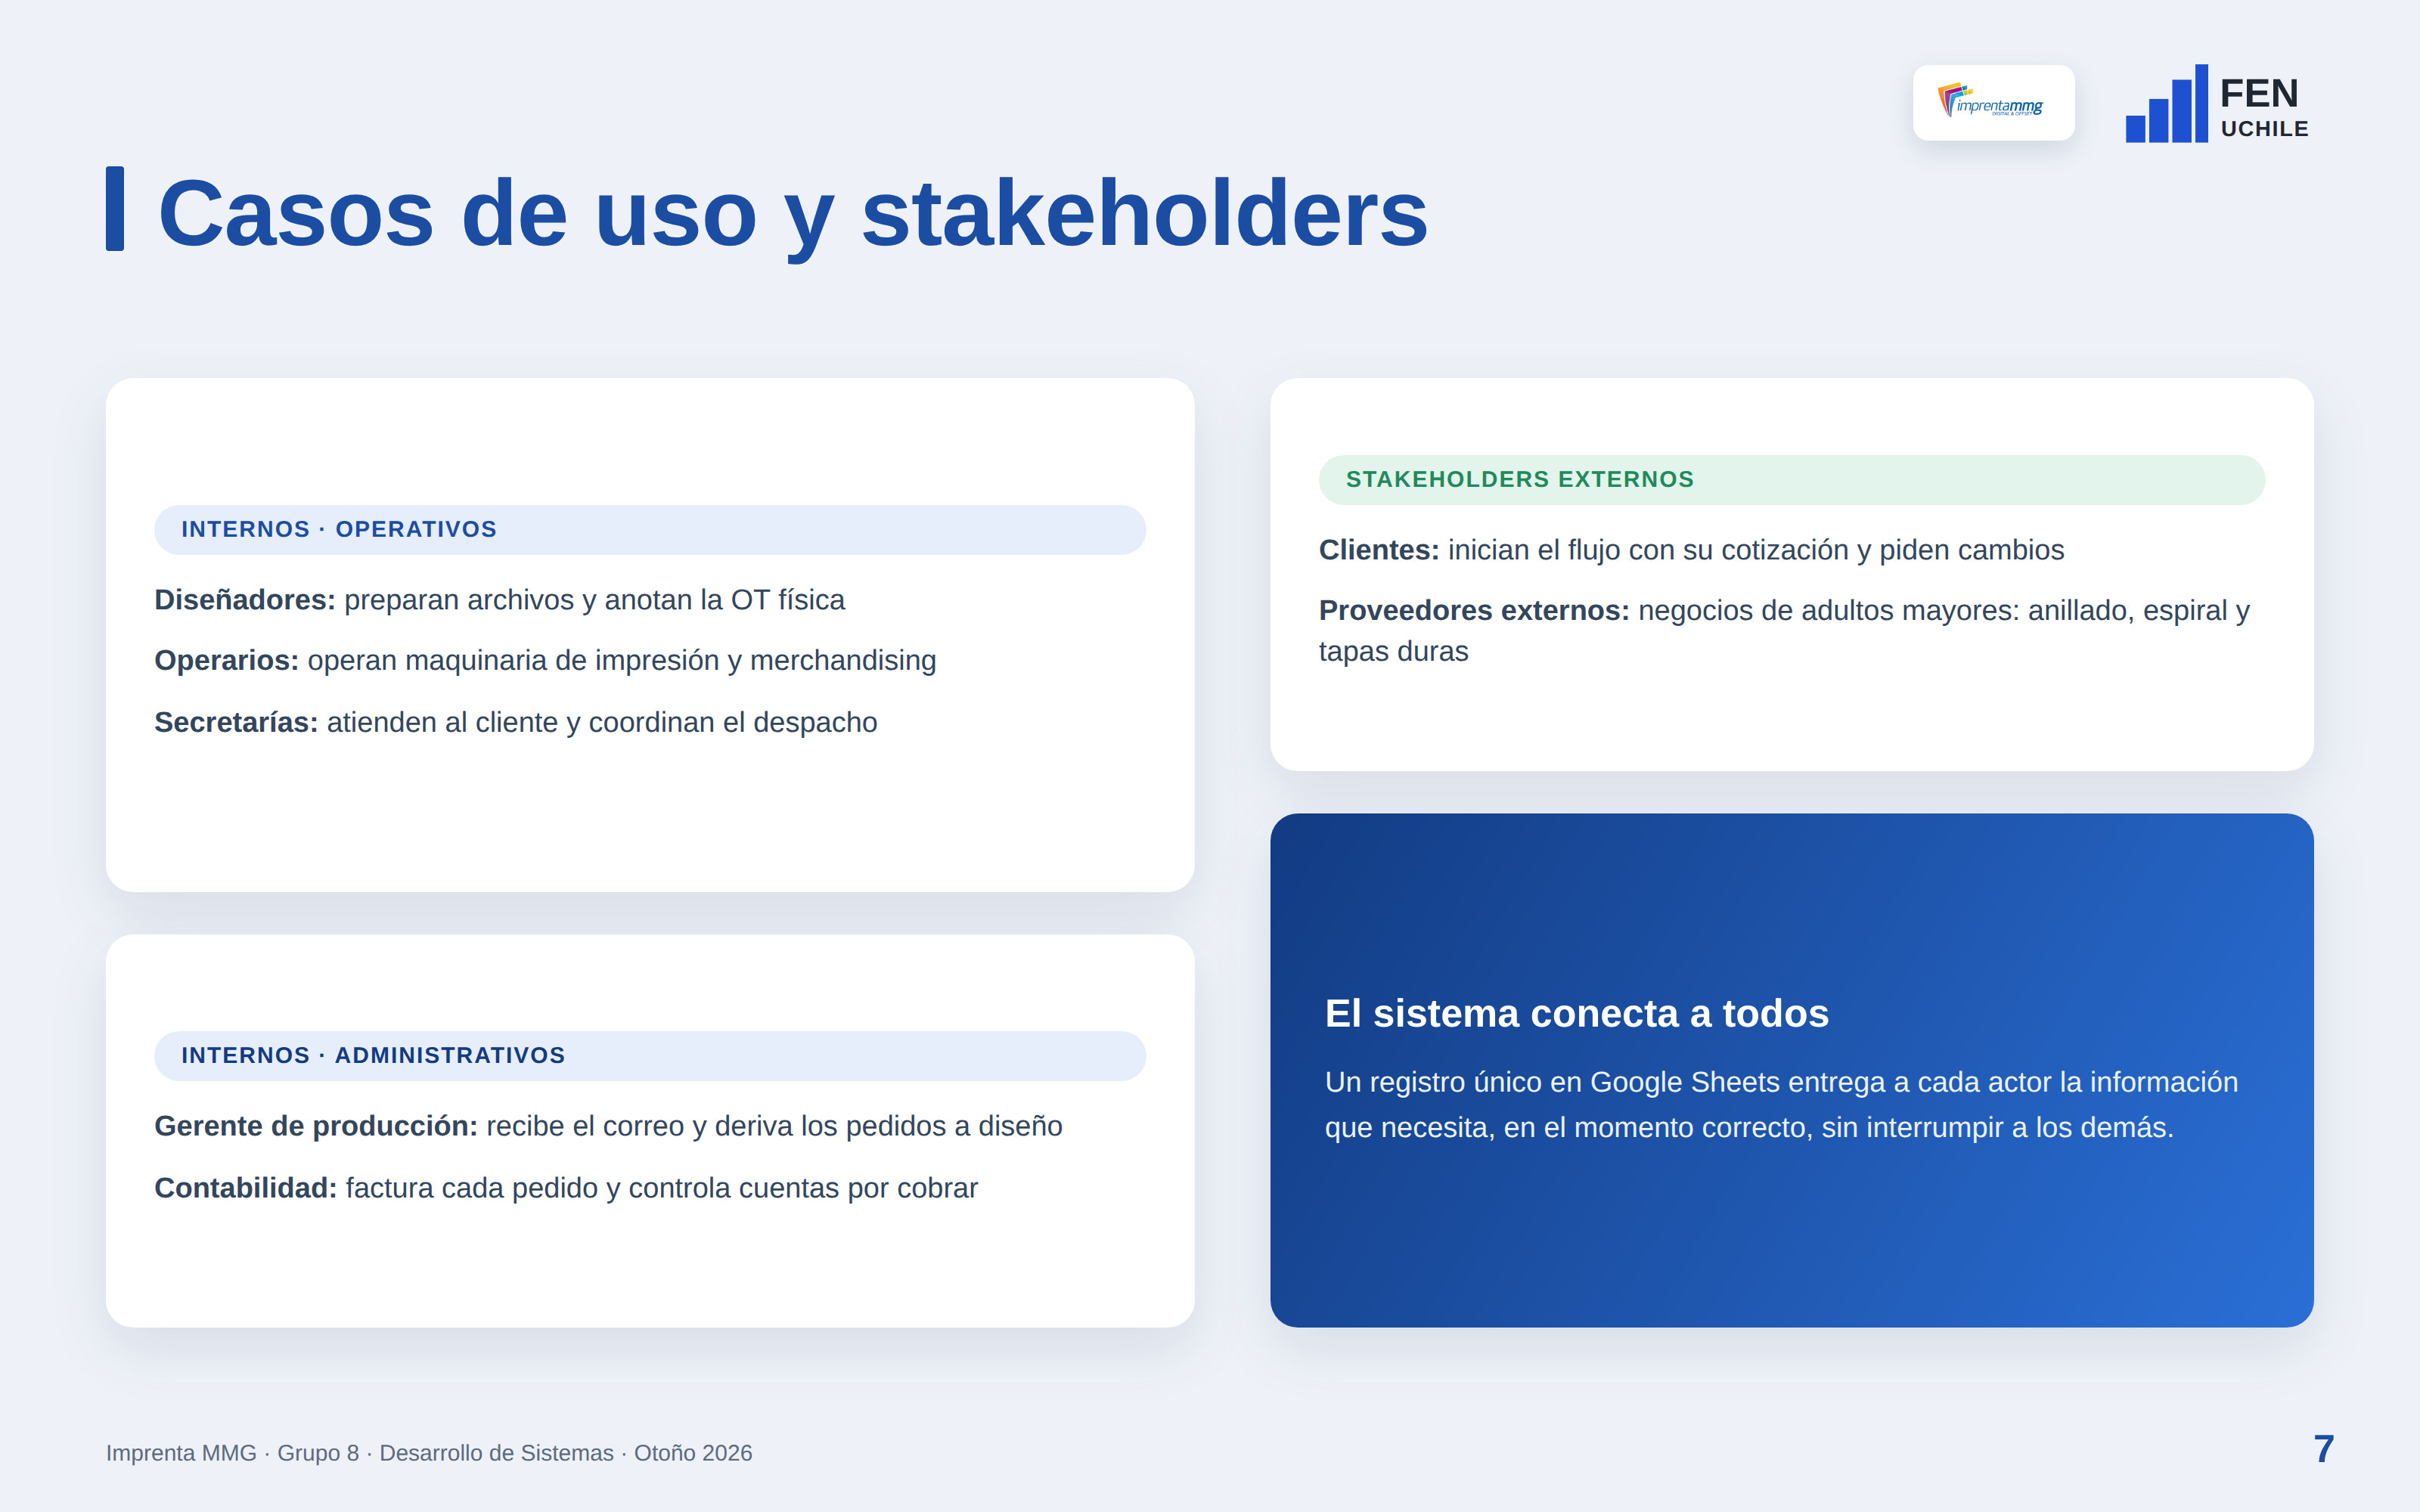 imprentammg
DIGITAL & OFFSET
FEN
UCHILE
Casos de uso y stakeholders
INTERNOS · OPERATIVOS
Diseñadores: preparan archivos y anotan la OT física
Operarios: operan maquinaria de impresión y merchandising
Secretarías: atienden al cliente y coordinan el despacho
INTERNOS · ADMINISTRATIVOS
Gerente de producción: recibe el correo y deriva los pedidos a diseño
Contabilidad: factura cada pedido y controla cuentas por cobrar
STAKEHOLDERS EXTERNOS
Clientes: inician el flujo con su cotización y piden cambios
Proveedores externos: negocios de adultos mayores: anillado, espiral y
tapas duras
El sistema conecta a todos
Un registro único en Google Sheets entrega a cada actor la información
que necesita, en el momento correcto, sin interrumpir a los demás.
Imprenta MMG · Grupo 8 · Desarrollo de Sistemas · Otoño 2026
7